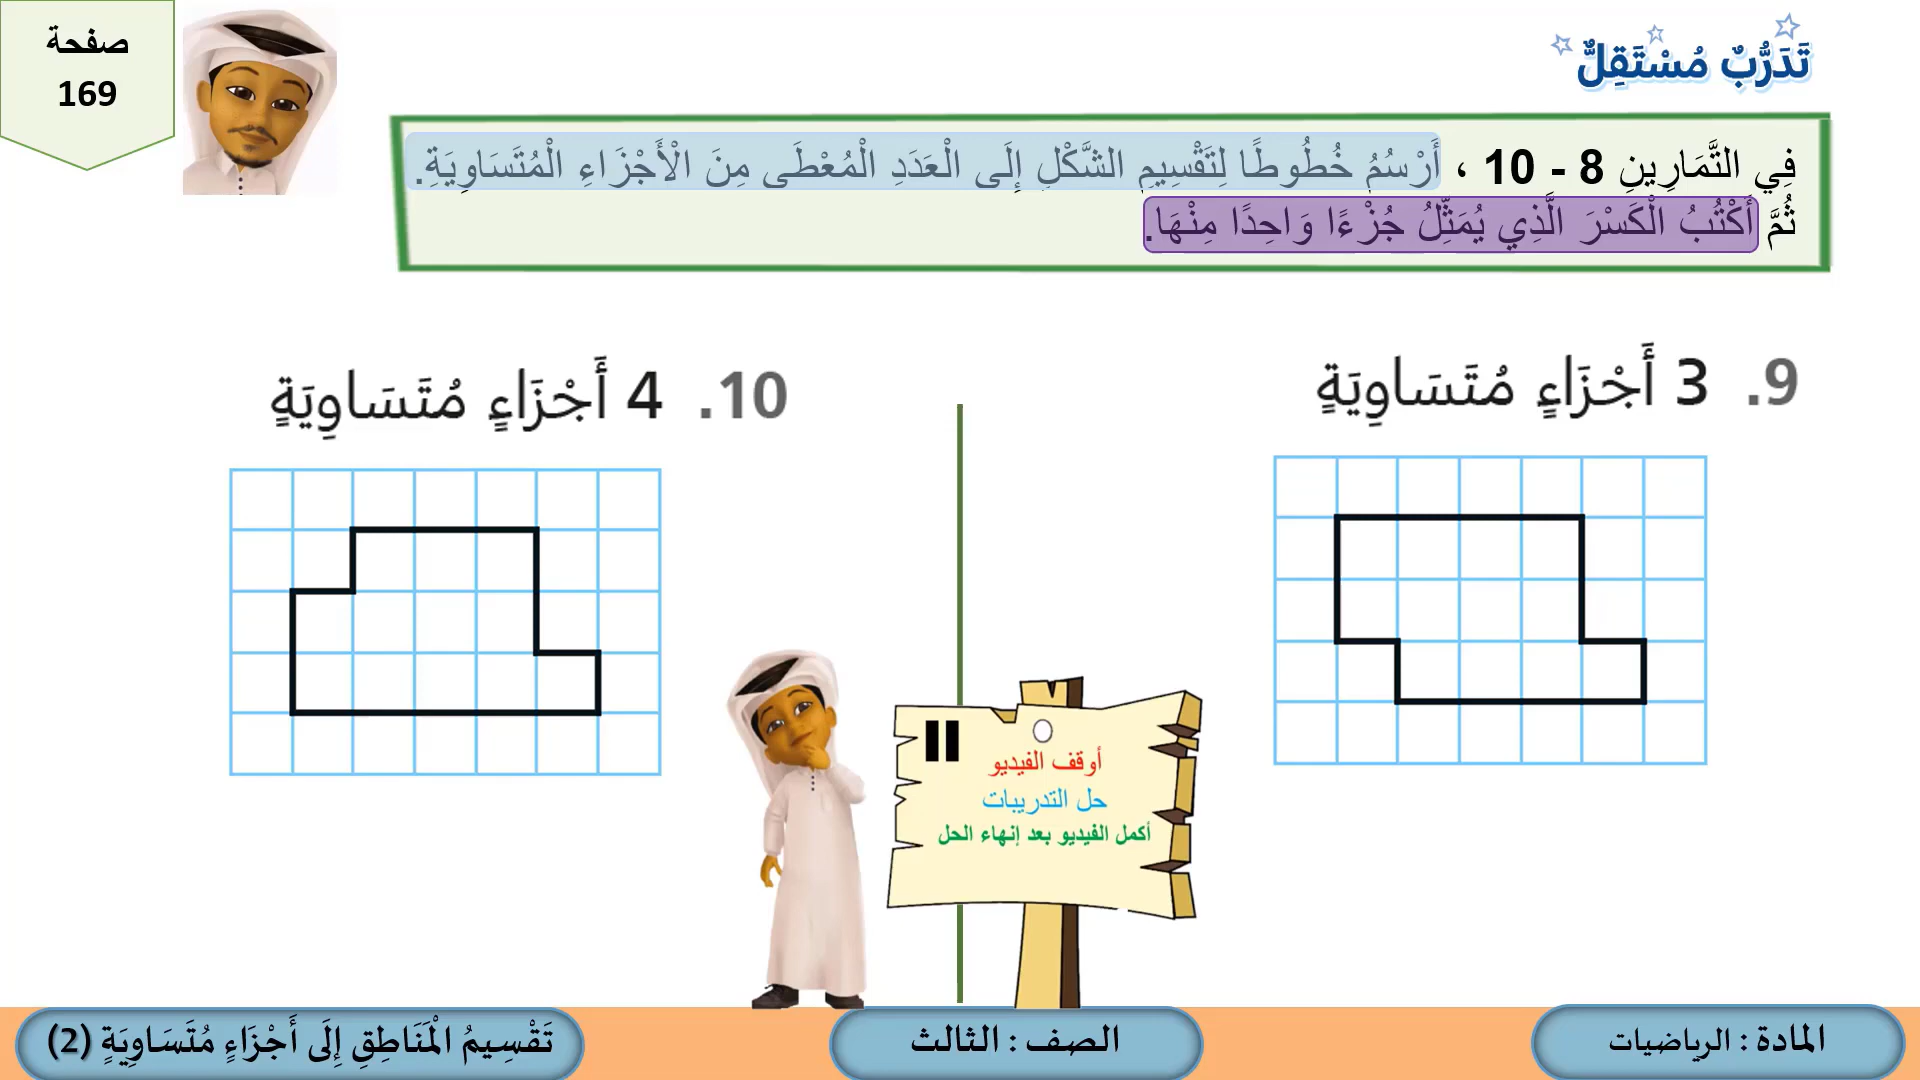 صفحة
169
تَدَرُّبٌ مُسْتَقِلٌّ
فِي التَّمَارِينِ 8 - 10 ، أَرْسُمُ خُطُوطًا لِتَقْسِيمِ الشَّكْلِ إِلَى الْعَدَدِ الْمُعْطَى مِنَ الْأَجْزَاءِ الْمُتَسَاوِيَةِ.
ثُمَّ أَكْتُبُ الْكَسْرَ الَّذِي يُمَثِّلُ جُزْءًا وَاحِدًا مِنْهَا.
9. 3 أَجْزَاءٍ مُتَسَاوِيَةٍ
10. 4 أَجْزَاءٍ مُتَسَاوِيَةٍ
أوقف الفيديو
حل التدريبات
أكمل الفيديو بعد إنهاء الحل
المادة : الرياضيات
الصف : الثالث
تَقْسِيمُ الْمَنَاطِقِ إِلَى أَجْزَاءٍ مُتَسَاوِيَةٍ (2)